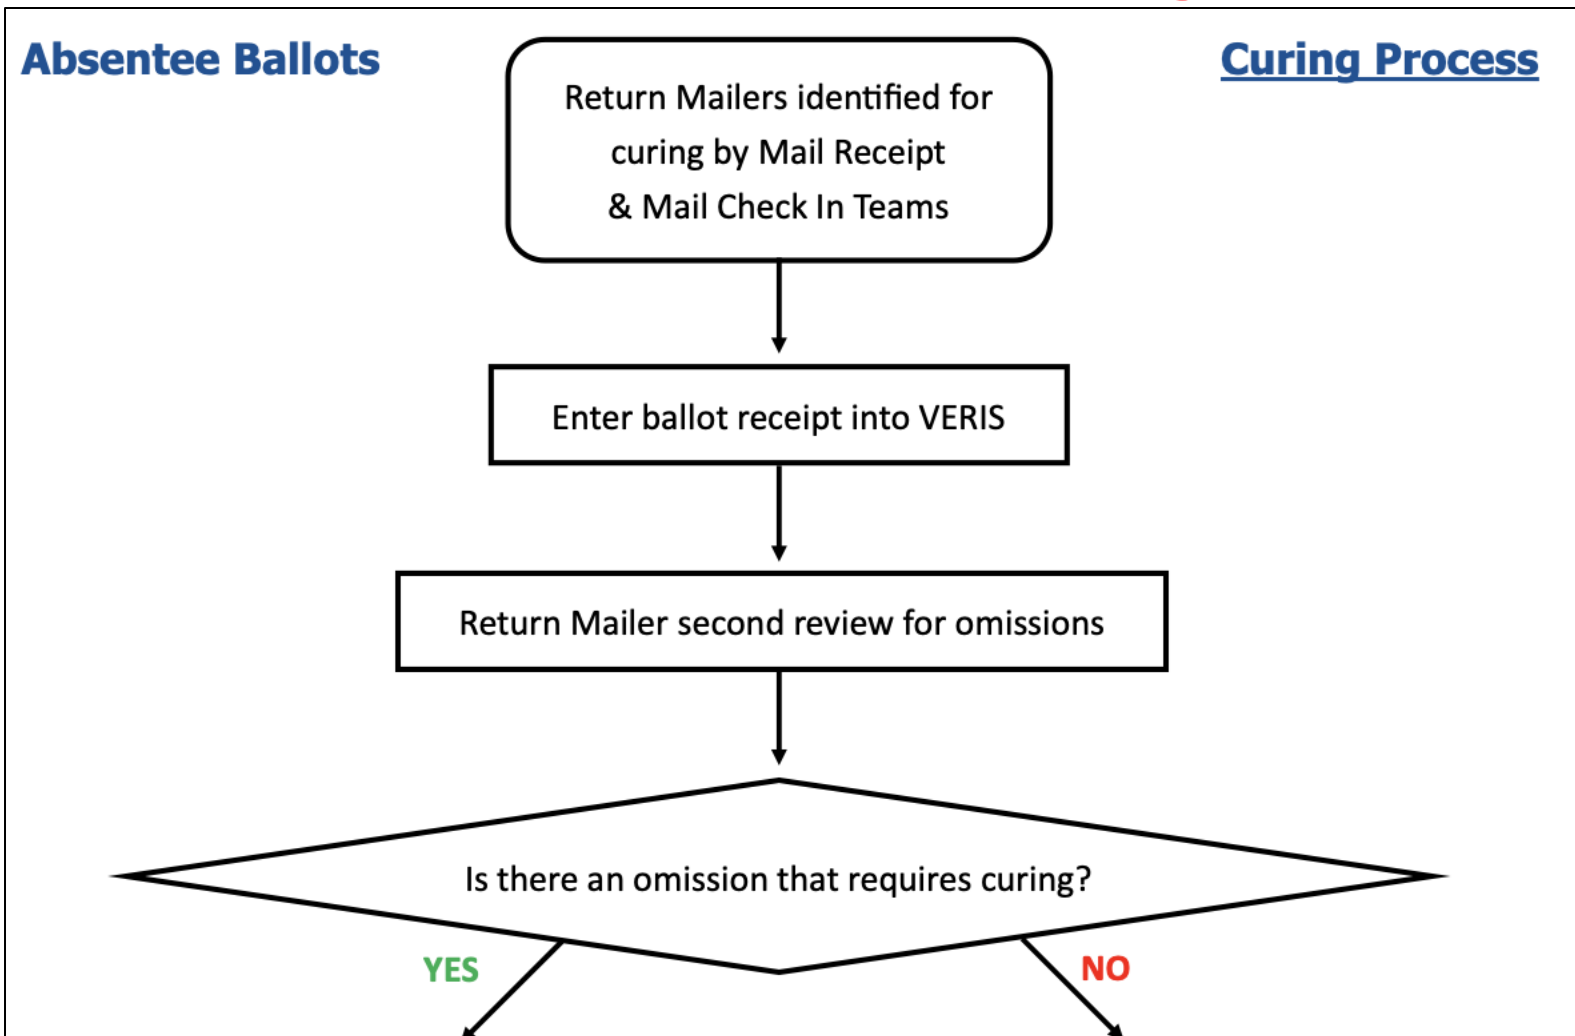 Absentee Ballots
Curing Process
Return Mailers identified for
curing by Mail Receipt
& Mail Check In Teams
Enter ballot receipt into VERIS
Return Mailer second review for omissions
Is there an omission that requires curing?
YES
NO